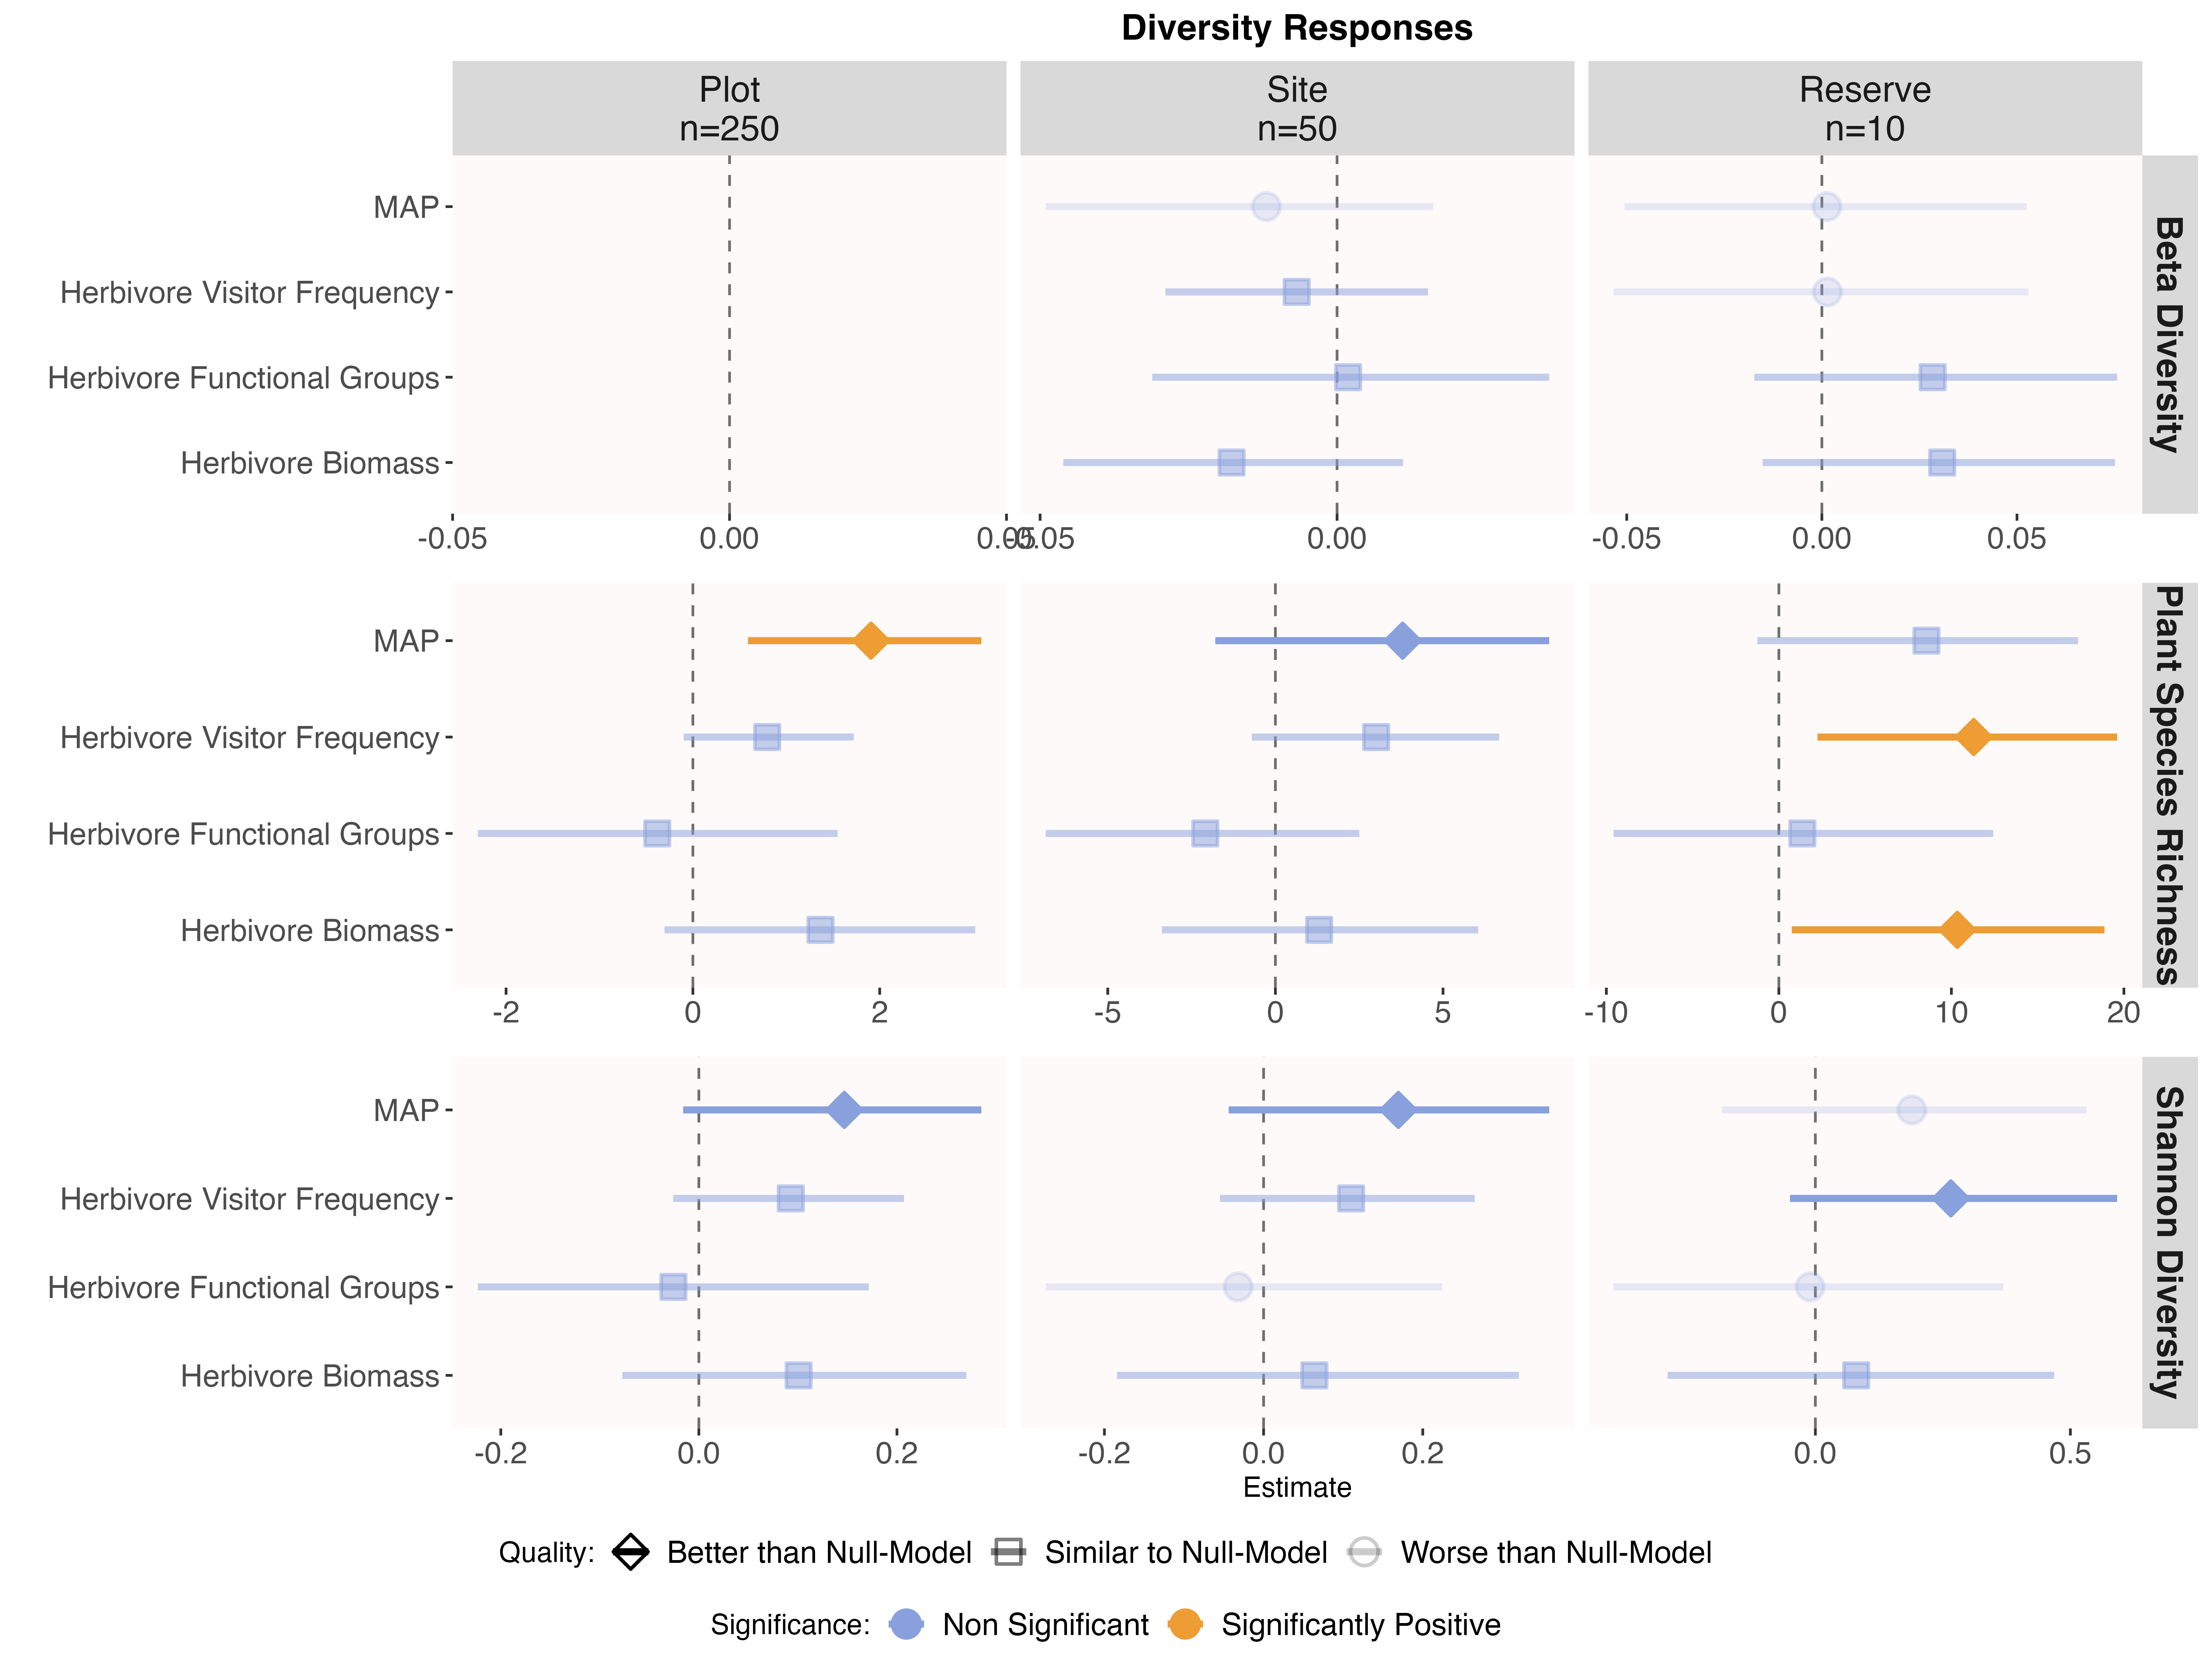 Diversity Responses
Plot
n=250
Site
n=50
Reserve
n=10
MAP
Herbivore Visitor Frequency
Herbivore Functional Groups
Herbivore Biomass
Beta Diversity
-0.05 0.00 0.05 -0.05 0.00 -0.05 0.00 0.05
MAP
Herbivore Visitor Frequency
Herbivore Functional Groups
Herbivore Biomass
Plant Species Richness
-2 0 2 -5 0 5 -10 0 10 20
MAP
Herbivore Visitor Frequency
Herbivore Functional Groups
Herbivore Biomass
Shannon Diversity
-0.2 0.0 0.2 -0.2 0.0 0.2 0.0 0.5
Estimate
Quality: Better than Null-Model Similar to Null-Model Worse than Null-Model
Significance: Non Significant Significantly Positive